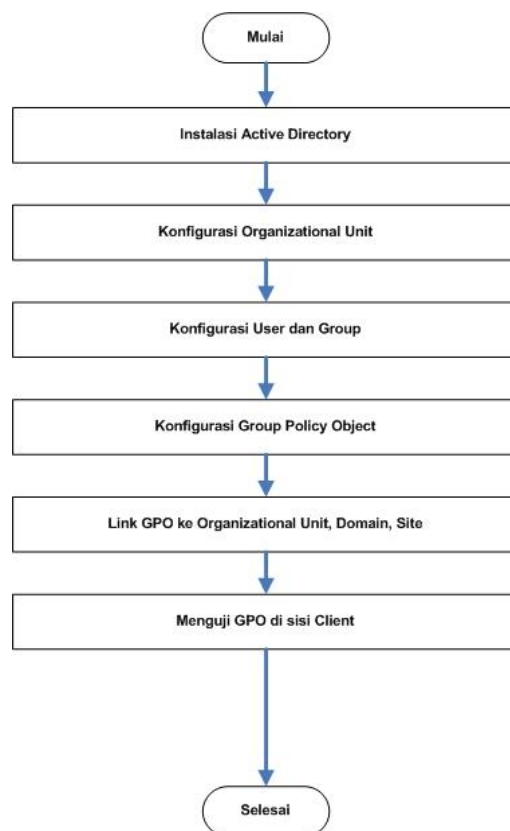 Mulai
Instalasi Active Directory
Konfigurasi Organizational Unit
Konfigurasi User dan Group
Konfigurasi Group Policy Object
Link GPO ke Organizational Unit, Domain, Site
Menguji GPO di sisi Client
Selesai